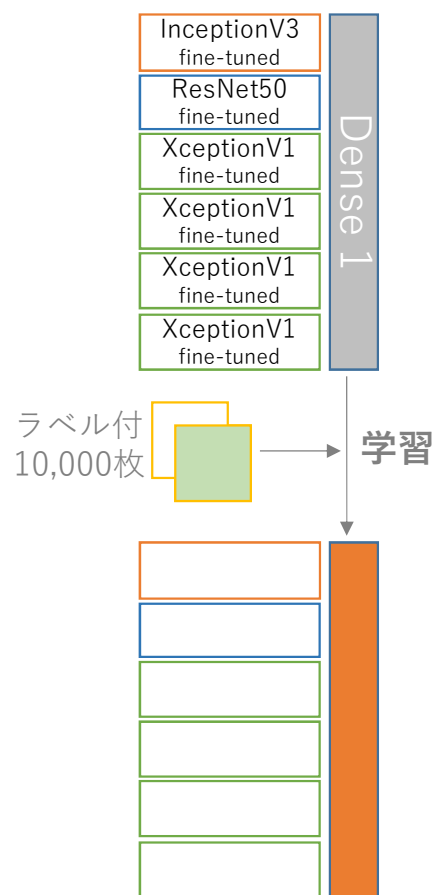 InceptionV3
fine-tuned
ResNet50
fine-tuned
XceptionV1
fine-tuned
XceptionV1
fine-tuned
XceptionV1
fine-tuned
XceptionV1
fine-tuned
Dense 1
ラベル付
10,000枚
学習